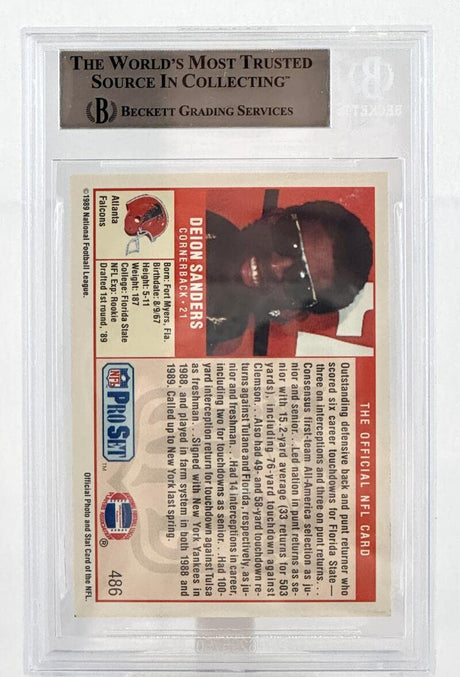 THE WORLD'S MOST TRUSTED
SOURCE IN COLLECTING™
B BECKETT GRADING SERVICES
THE OFFICIAL NFL CARD
DEION SANDERS
CORNERBACK • 21
Born: Fort Myers, Fla.
Birthdate: 8/9/67
Height: 5-11
Weight: 187
College: Florida State
NFL Exp: Rookie
Drafted 1st round, '89
Atlanta
Falcons
©1989 National Football League.
Outstanding defensive back and punt returner who
scored six career touchdowns for Florida State—
three on interceptions and three on punt returns...
Consensus first-team All-America selection as ju-
nior and senior...Led nation in punt returns as se-
nior with 15.2-yard average (33 returns for 503
yards), including 76-yard touchdown against
Clemson...Also had 49- and 58-yard touchdown re-
turns against Tulane and Florida, respectively, as ju-
nior and freshman...Had 14 interceptions in career,
including two for touchdowns as senior...Had 100-
yard interception return for touchdown against Tulsa
as freshman...Signed with New York Yankees in
1988, and played in farm system in both 1988 and
1989. Called up to New York last spring.
NFL PRO SET™
®
486
Official Photo and Stat Card of the NFL.